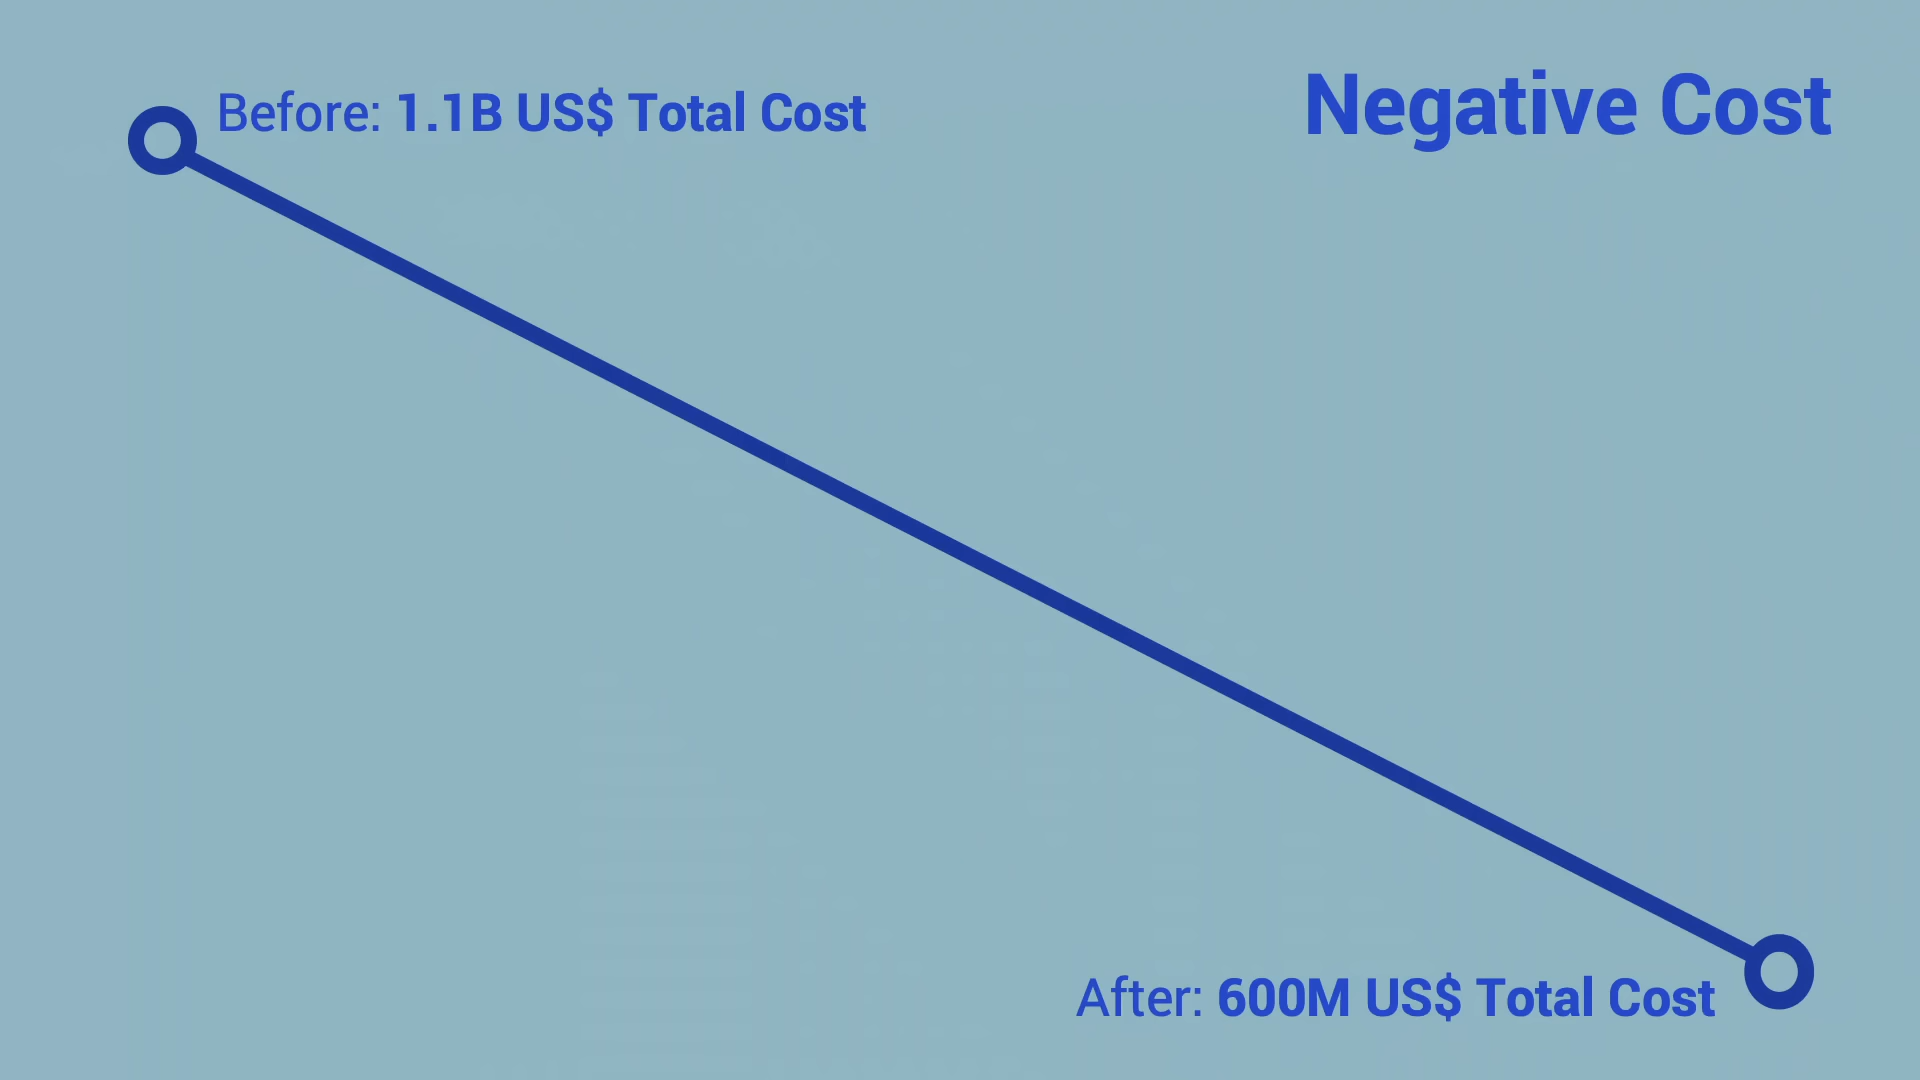 Negative Cost
Before: 1.1B US$ Total Cost
After: 600M US$ Total Cost